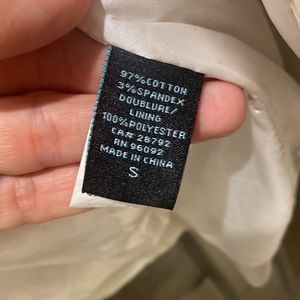 97%COTTON
3%SPANDEX
DOUBLURE/
LINING
100%POLYESTER
CA# 28792
RN 96092
MADE IN CHINA
S